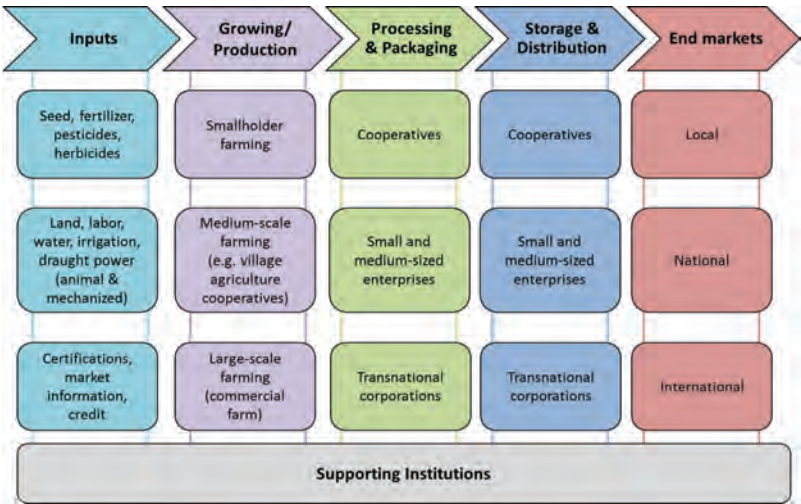 Inputs
Growing/
Production
Processing
& Packaging
Storage &
Distribution
End markets
Seed, fertilizer,
pesticides,
herbicides
Smallholder
farming
Cooperatives
Cooperatives
Local
Land, labor,
water, irrigation,
draught power
(animal &
mechanized)
Medium-scale
farming
(e.g. village
agriculture
cooperatives)
Small and
medium-sized
enterprises
Small and
medium-sized
enterprises
National
Certifications,
market
information,
credit
Large-scale
farming
(commercial
farm)
Transnational
corporations
Transnational
corporations
International
Supporting Institutions